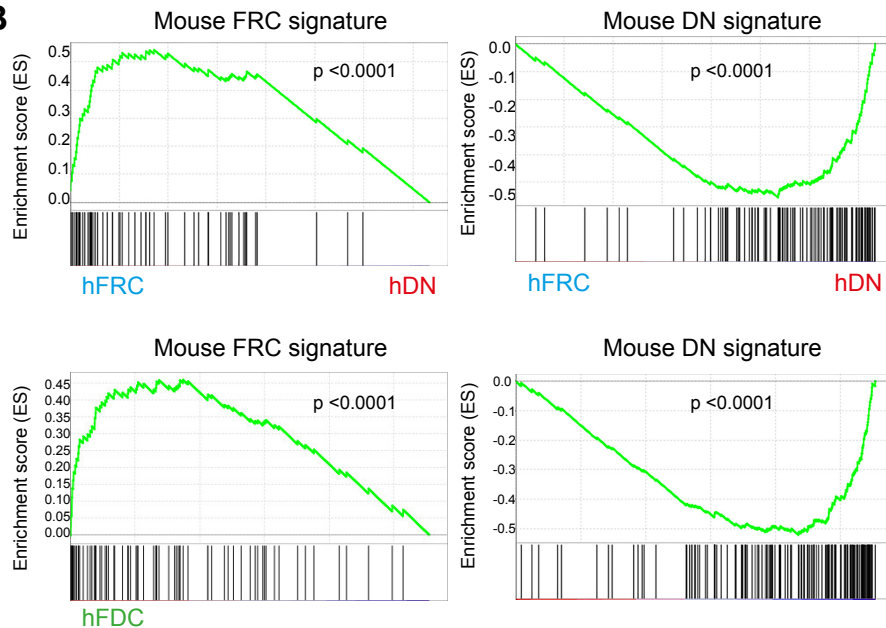 B
Mouse FRC signature
Enrichment score (ES)
0.5
0.4
0.3
0.2
0.1
0.0
p <0.0001
hFRC
hDN
Mouse DN signature
Enrichment score (ES)
0.0
-0.1
-0.2
-0.3
-0.4
-0.5
p <0.0001
hFRC
hDN
Mouse FRC signature
Enrichment score (ES)
0.45
0.40
0.35
0.30
0.25
0.20
0.15
0.10
0.05
0.00
p <0.0001
hFDC
Mouse DN signature
Enrichment score (ES)
0.0
-0.1
-0.2
-0.3
-0.4
-0.5
p <0.0001